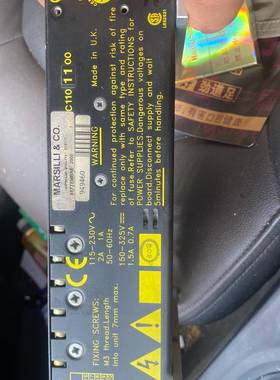 LR38879
C110 11 00
Made in U.K.
MARSILLI & CO.
949460
WARNING
For continued protection against risk of fire
replace only with same type and rating
of fuse.Refer to SAFETY INSTRUCTIONS for
POWER SUPPLIES.Dangerous voltages on
board.Disconnect supply and wait
5minutes before handling.
115-230V~
2A 1A
50-60Hz
150-325V
1.5A 0.7A
CE
FIXING SCREWS:
M3 thread.Length
into unit 7mm max.